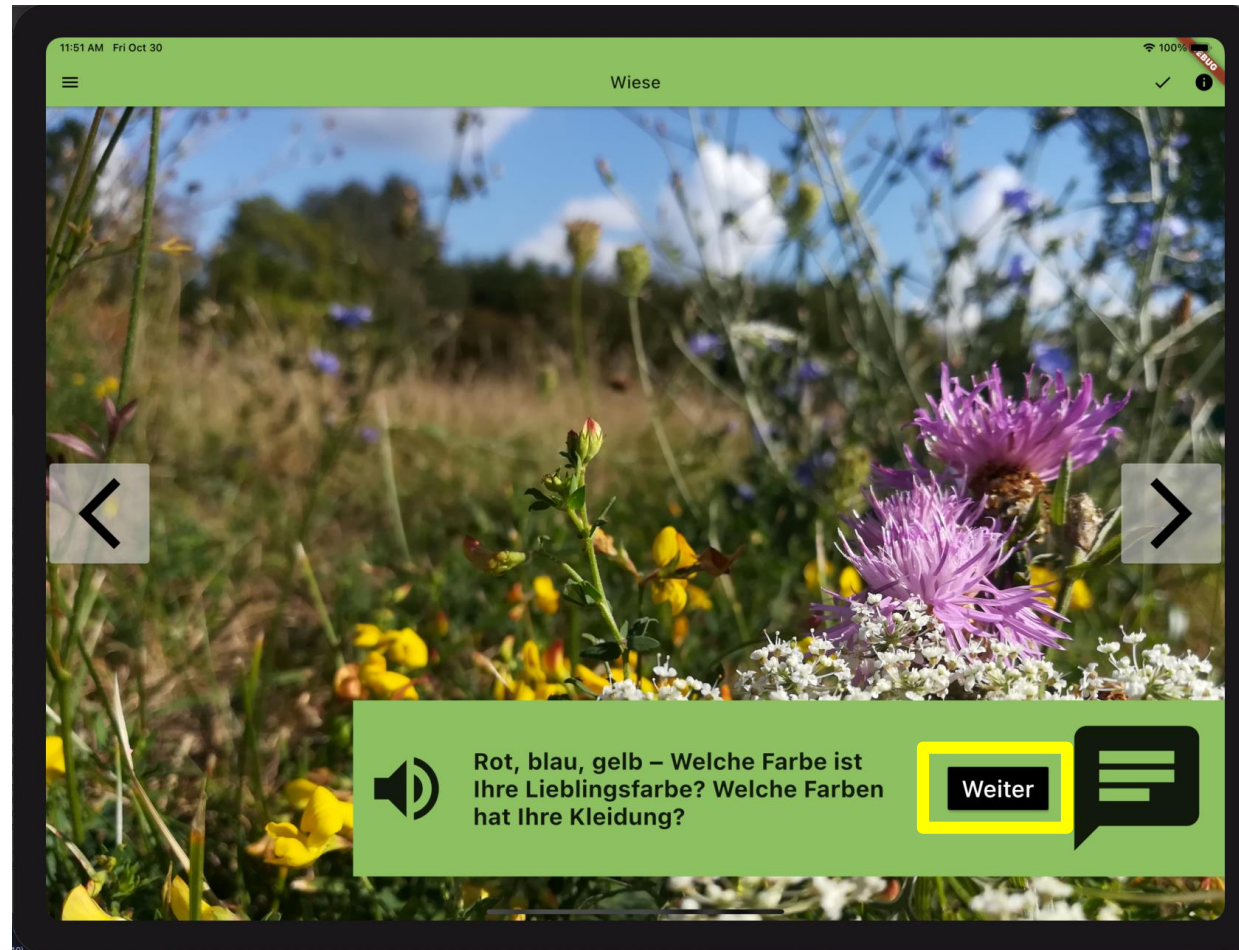 11:51 AM Fri Oct 30
100%
Wiese
Rot, blau, gelb – Welche Farbe ist
Ihre Lieblingsfarbe? Welche Farben
hat Ihre Kleidung?
Weiter